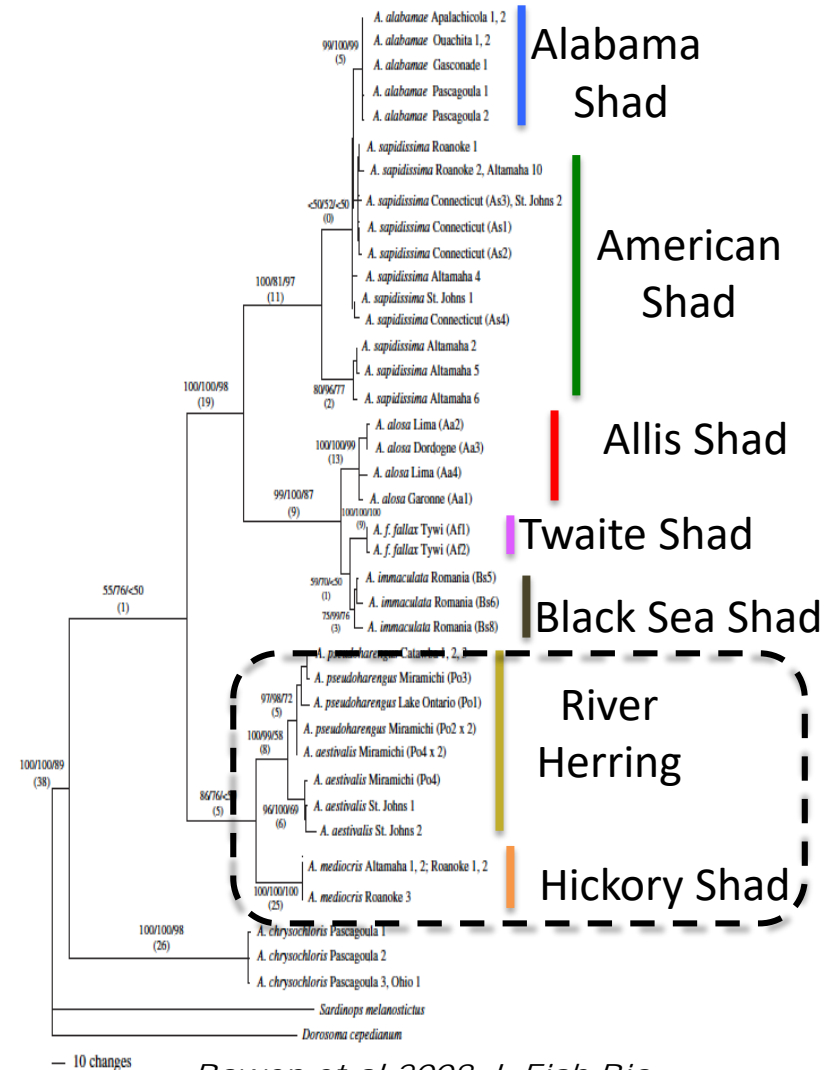 A. alabamae Apalachicola 1, 2
A. alabamae Ouachita 1, 2
99/100/99
(5)
A. alabamae Gasconade 1
A. alabamae Pascagoula 1
A. alabamae Pascagoula 2
Alabama
Shad
A. sapidissima Roanoke 1
A. sapidissima Roanoke 2, Altamaha 10
<50/52/<50
(0)
A. sapidissima Connecticut (As3), St. Johns 2
A. sapidissima Connecticut (As1)
A. sapidissima Connecticut (As2)
American
Shad
100/81/97
(11)
A. sapidissima Altamaha 4
A. sapidissima St. Johns 1
A. sapidissima Connecticut (As4)
A. sapidissima Altamaha 2
A. sapidissima Altamaha 5
80/96/77
(2)
A. sapidissima Altamaha 6
100/100/98
(19)
A. alosa Lima (Aa2)
100/100/99
(13)
A. alosa Dordogne (Aa3)
A. alosa Lima (Aa4)
A. alosa Garonne (Aa1)
Allis Shad
99/100/87
(9)
100/100/100
(9)
A. f. fallax Tywi (Af1)
A. f. fallax Tywi (Af2)
Twaite Shad
59/70/<50
(1)
A. immaculata Romania (Bs5)
A. immaculata Romania (Bs6)
75/99/76
(3)
A. immaculata Romania (Bs8)
Black Sea Shad
55/76/<50
(1)
A. pseudoharengus Catawba 1, 2,
A. pseudoharengus Miramichi (Po3)
97/98/72
(5)
A. pseudoharengus Lake Ontario (Po1)
A. pseudoharengus Miramichi (Po2 x 2)
100/99/58
(8)
A. aestivalis Miramichi (Po4 x 2)
River
Herring
100/100/89
(38)
A. aestivalis Miramichi (Po4)
86/76/<5
(5)
96/100/69
(6)
A. aestivalis St. Johns 1
A. aestivalis St. Johns 2
A. mediocris Altamaha 1, 2; Roanoke 1, 2
100/100/100
(25)
A. mediocris Roanoke 3
Hickory Shad
100/100/98
(26)
A. chrysochloris Pascagoula 1
A. chrysochloris Pascagoula 2
A. chrysochloris Pascagoula 3, Ohio 1
Sardinops melanostictus
Dorosoma cepedianum
10 changes